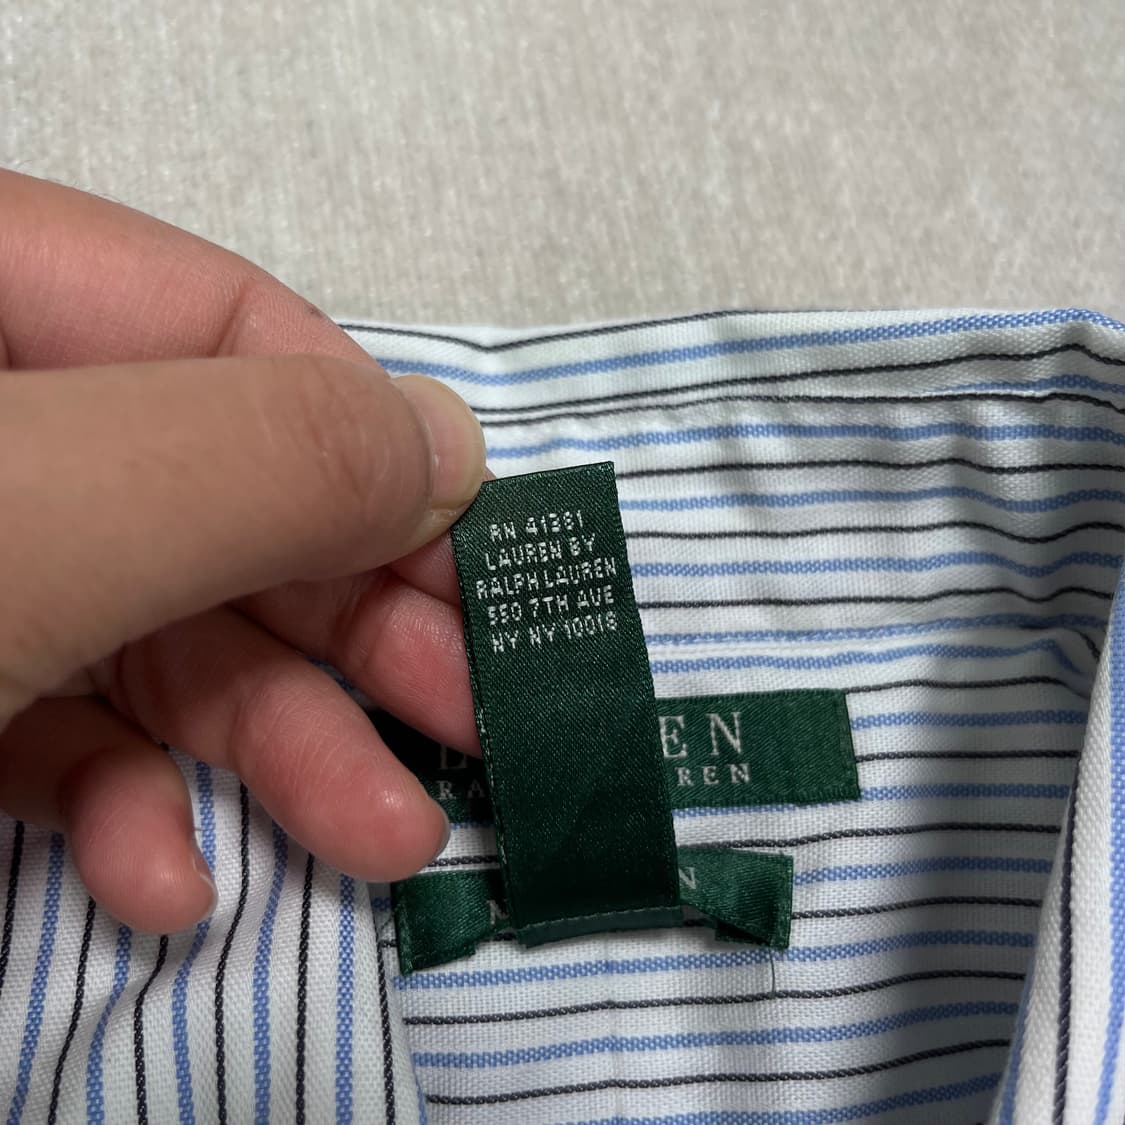 RN 41381
LAUREN BY
RALPH LAUREN
550 7TH AVE
NY NY 10018